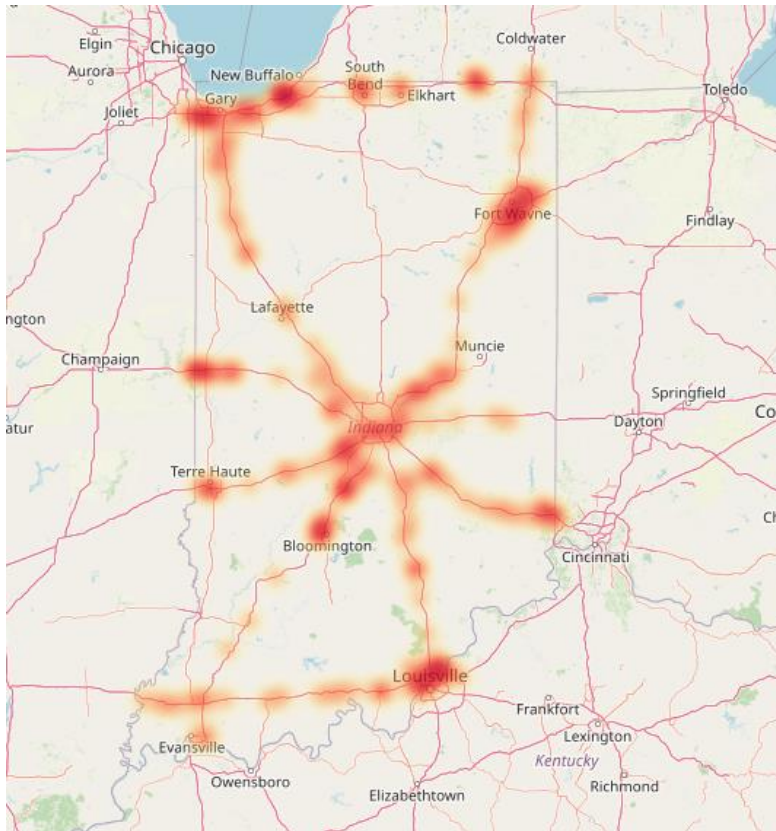 Elgin
Chicago
Coldwater
Aurora
New Buffalo
South
Bend
Elkhart
Toledo
Gary
Joliet
Fort Wayne
Findlay
Lafayette
ngton
Muncie
Champaign
Springfield
Co
Indiana
Dayton
atur
Terre Haute
Ch
Bloomington
Cincinnati
Louisville
Frankfort
Lexington
Evansville
Kentucky
Owensboro
Richmond
Elizabethtown